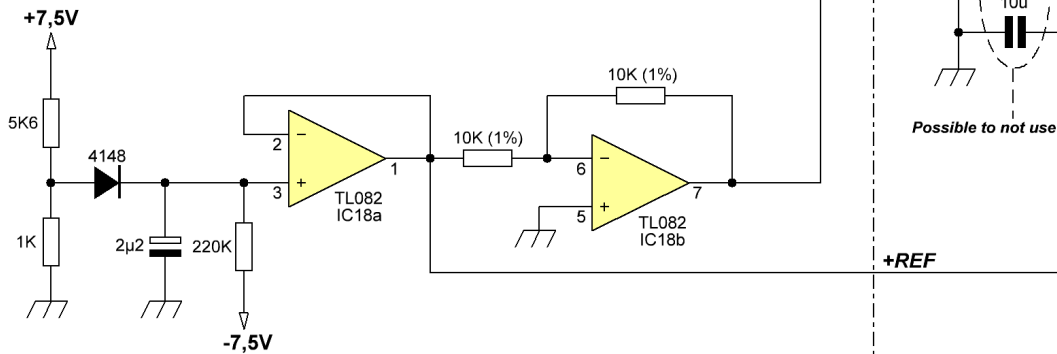 +7,5V
10u
10K (1%)
5K6
10K (1%)
Possible to not use
4148
2
−
6
−
1
+
3
7
+
5
TL082
IC18a
TL082
IC18b
1K
2µ2
220K
+REF
-7,5V